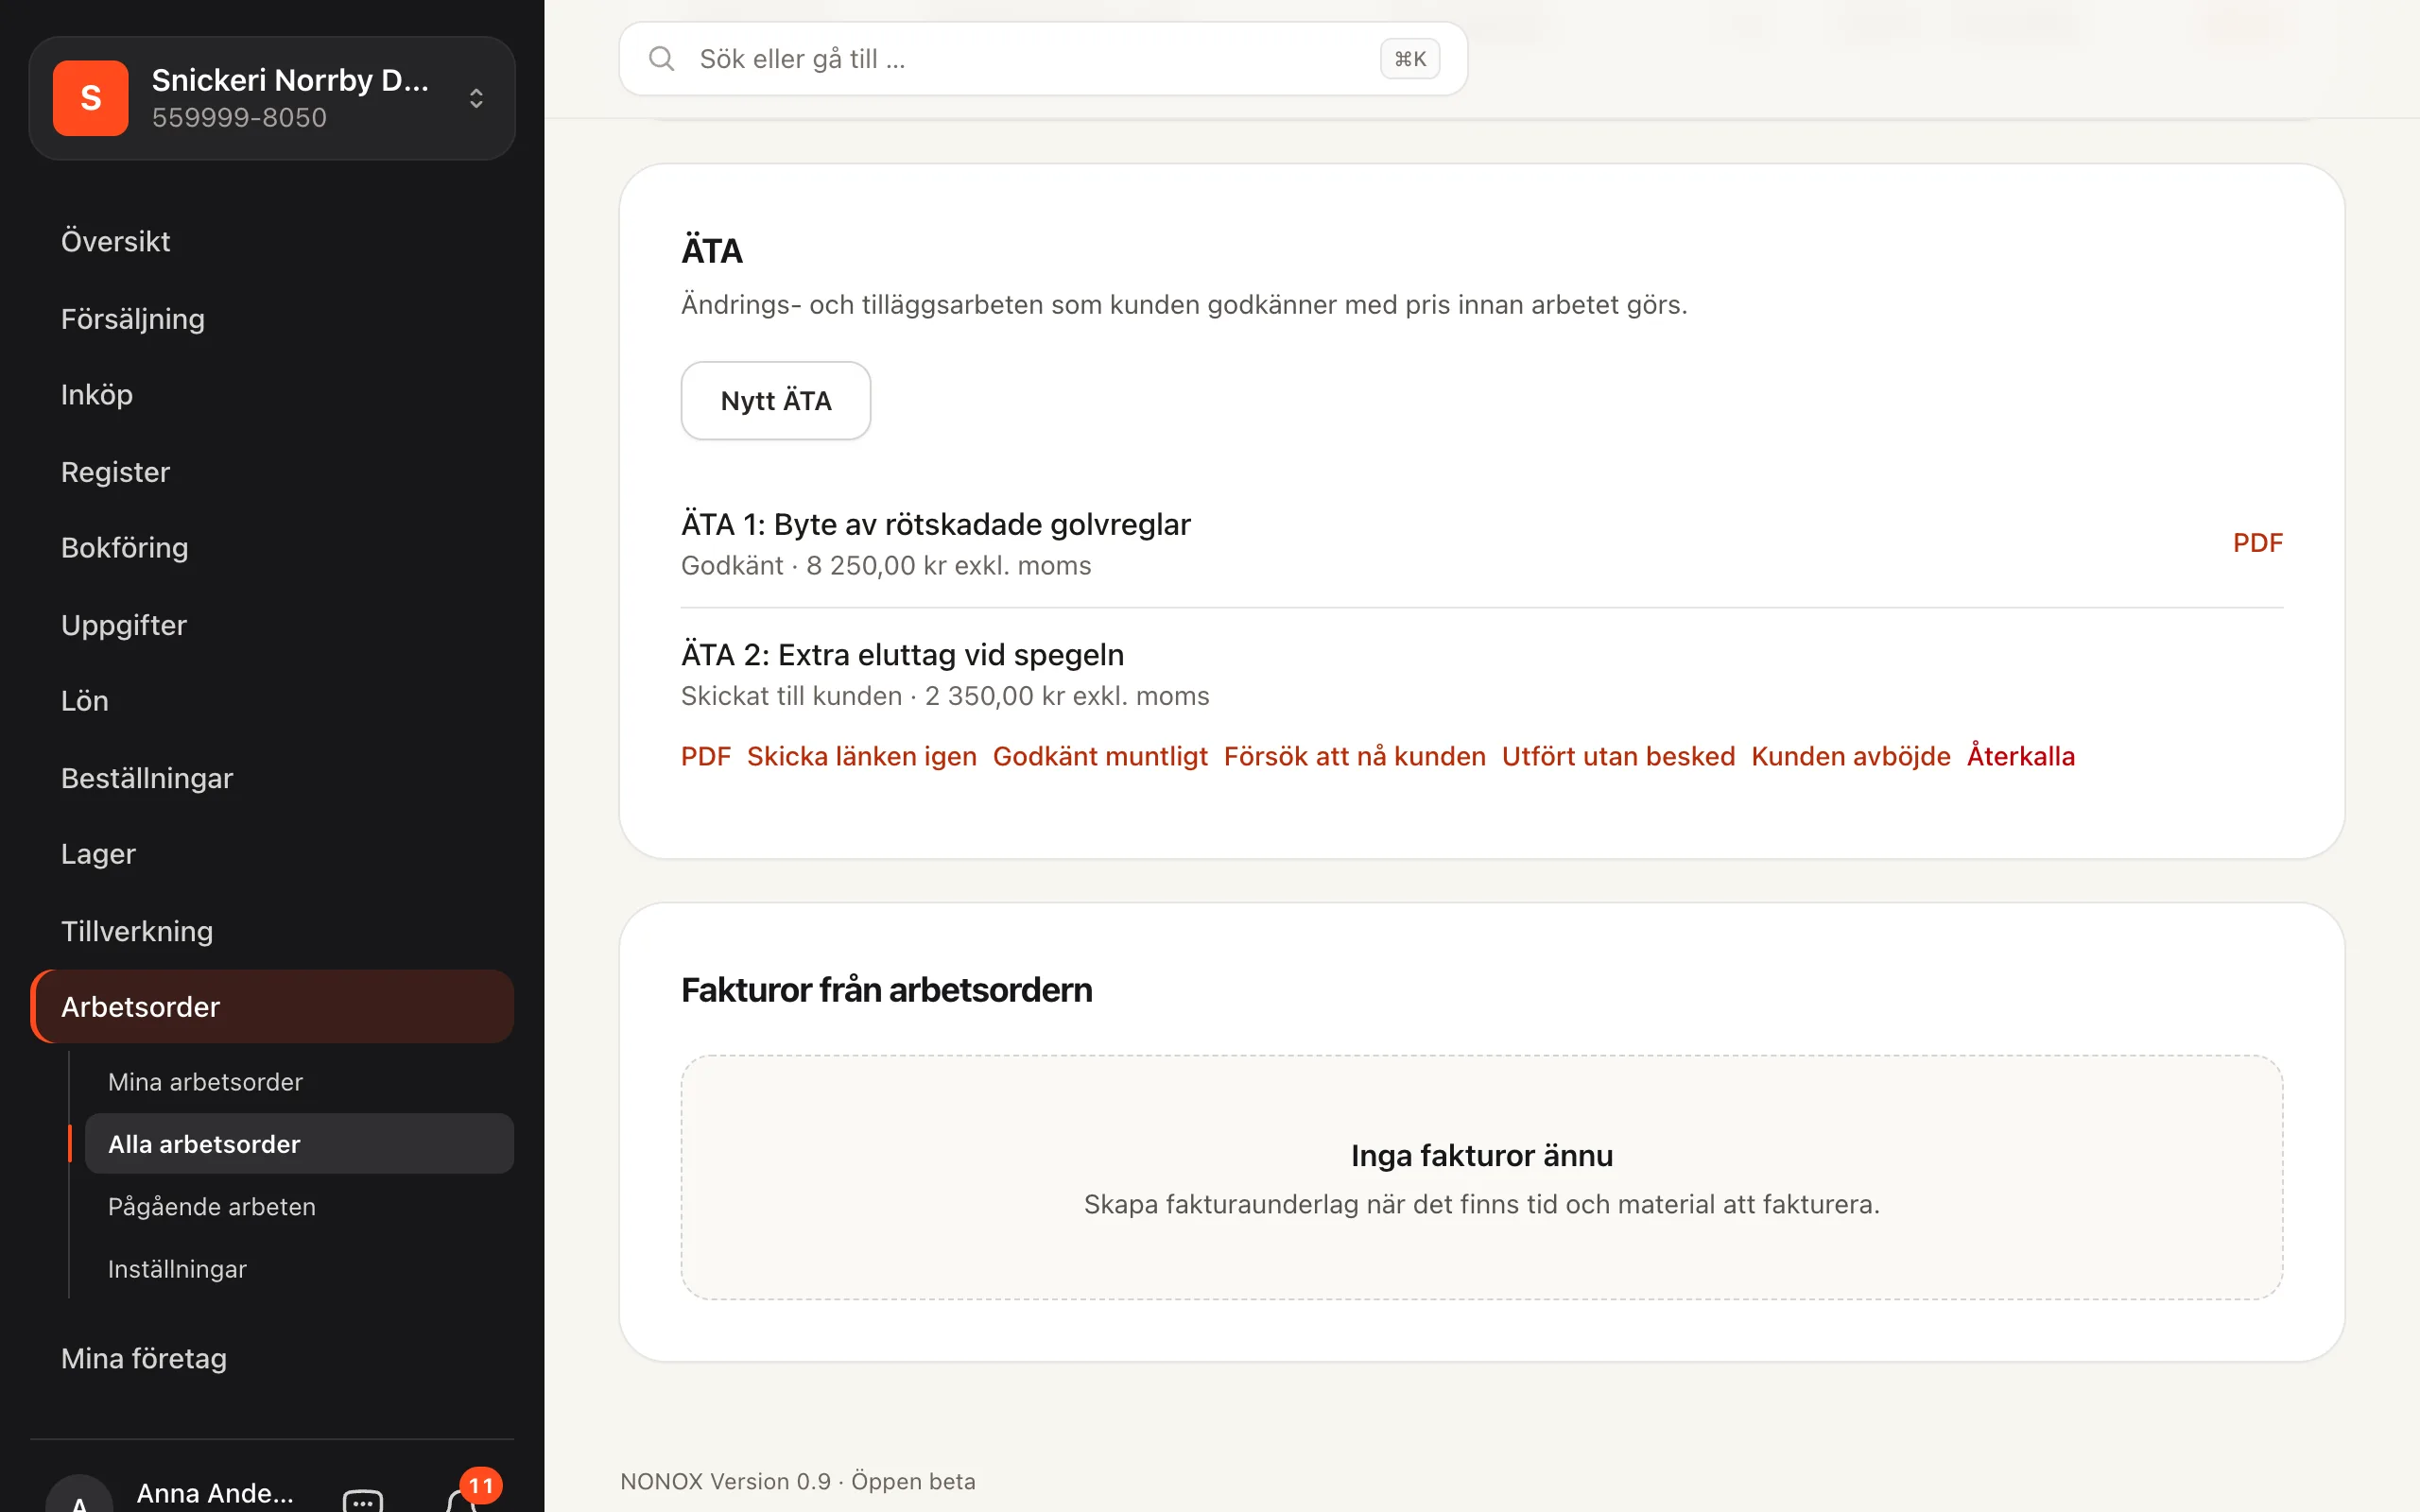 S
Snickeri Norrby D...
559999-8050
Översikt
Försäljning
Inköp
Register
Bokföring
Uppgifter
Lön
Beställningar
Lager
Tillverkning
Arbetsorder
Mina arbetsorder
Alla arbetsorder
Pågående arbeten
Inställningar
Mina företag
A
Anna Ande...
11
Sök eller gå till ...
⌘K
ÄTA
Ändrings- och tilläggsarbeten som kunden godkänner med pris innan arbetet görs.
Nytt ÄTA
ÄTA 1: Byte av rötskadade golvreglar
Godkänt · 8 250,00 kr exkl. moms
PDF
ÄTA 2: Extra eluttag vid spegeln
Skickat till kunden · 2 350,00 kr exkl. moms
PDF Skicka länken igen Godkänt muntligt Försök att nå kunden Utfört utan besked Kunden avböjde Återkalla
Fakturor från arbetsordern
Inga fakturor ännu
Skapa fakturaunderlag när det finns tid och material att fakturera.
NONOX Version 0.9 · Öppen beta